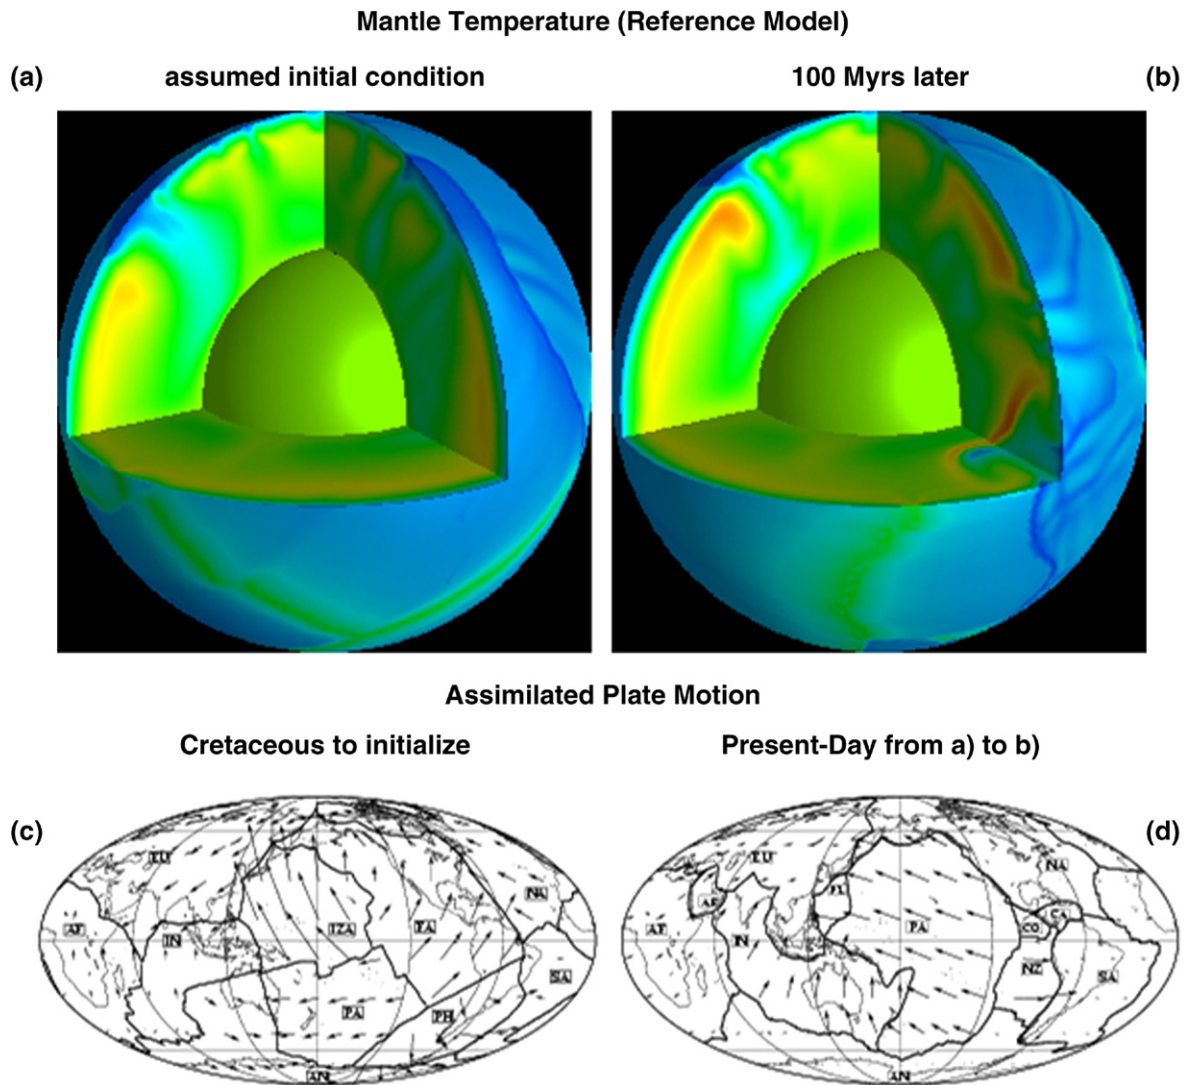 Mantle Temperature (Reference Model)
(a) assumed initial condition 100 Myrs later (b)
Assimilated Plate Motion
Cretaceous to initialize Present-Day from a) to b)
(c) (d)
EU NA AF IN IZA FA SA PA PH AN
EU NA AR PL CA AF IN PA CO NZ SA AN